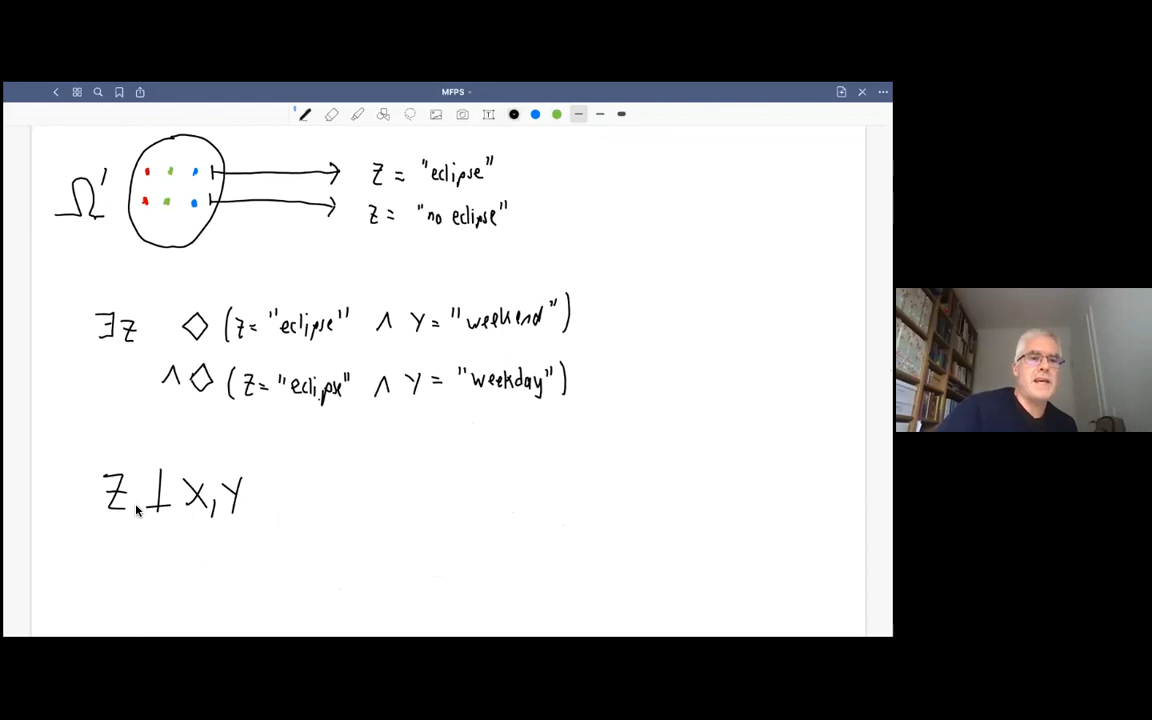 MFPS
Ω′
z = "eclipse"
z = "no eclipse"
∃z ◇ (z = "eclipse" ∧ Y = "weekend")
∧ ◇ (z = "eclipse" ∧ Y = "weekday")
Z ⊥ X, Y